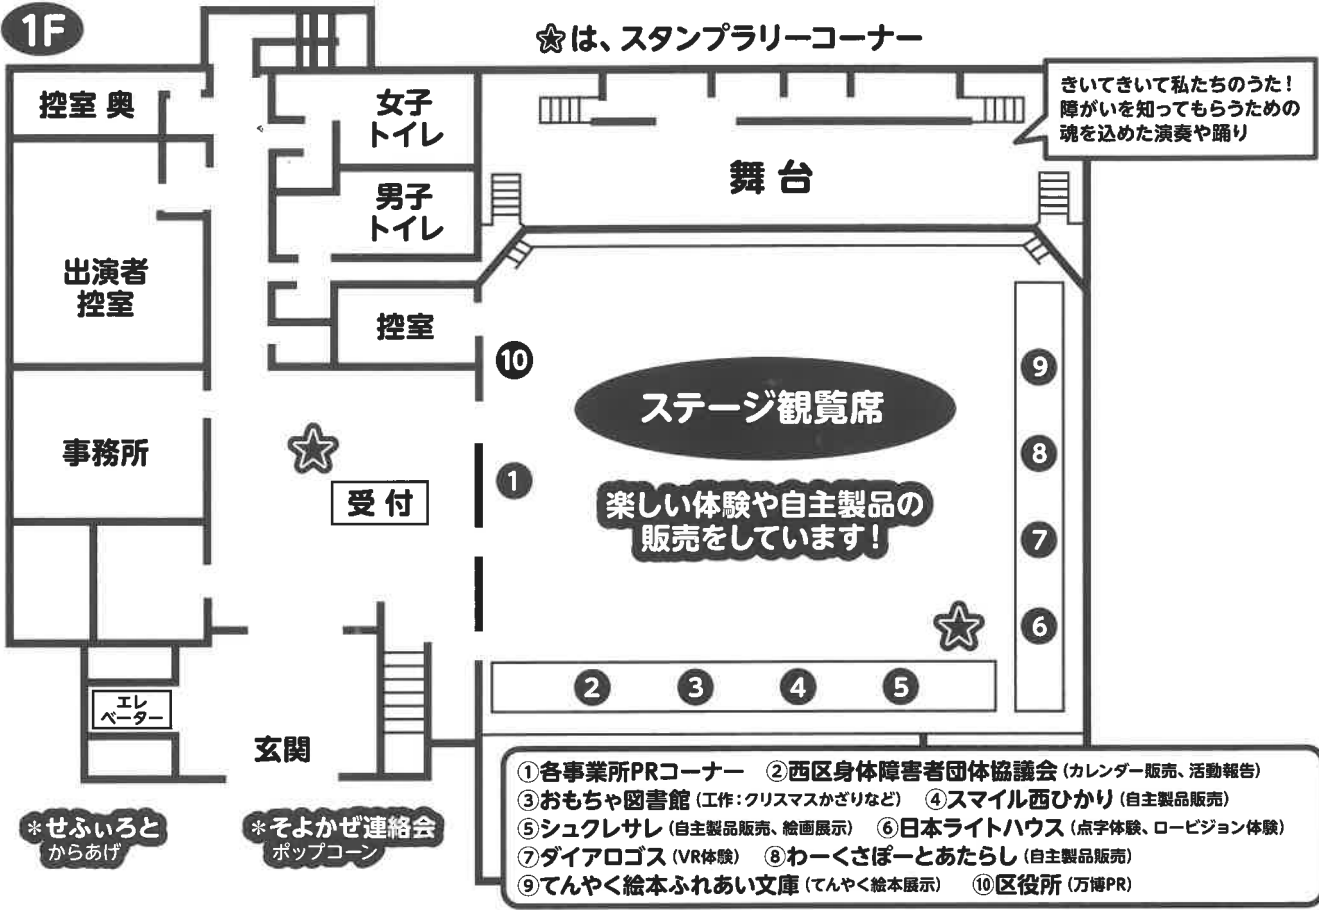 1F
☆は、スタンプラリーコーナー
きいてきいて私たちのうた！
障がいを知ってもらうための
魂を込めた演奏や踊り
控室 奥
女子
トイレ
舞台
男子
トイレ
出演者
控室
控室
⑩
⑨
ステージ観覧席
事務所
⑧
①
受付
楽しい体験や自主製品の
販売をしています！
⑦
⑥
② ③ ④ ⑤
エレ
ベーター
玄関
①各事業所PRコーナー ②西区身体障害者団体協議会（カレンダー販売、活動報告）
③おもちゃ図書館（工作：クリスマスかざりなど） ④スマイル西ひかり（自主製品販売）
⑤シュクレサレ（自主製品販売、絵画展示） ⑥日本ライトハウス（点字体験、ロービジョン体験）
⑦ダイアロゴス（VR体験） ⑧わーくさぽーとあたらし（自主製品販売）
⑨てんやく絵本ふれあい文庫（てんやく絵本展示） ⑩区役所（万博PR）
＊せふぃろと
からあげ
＊そよかぜ連絡会
ポップコーン